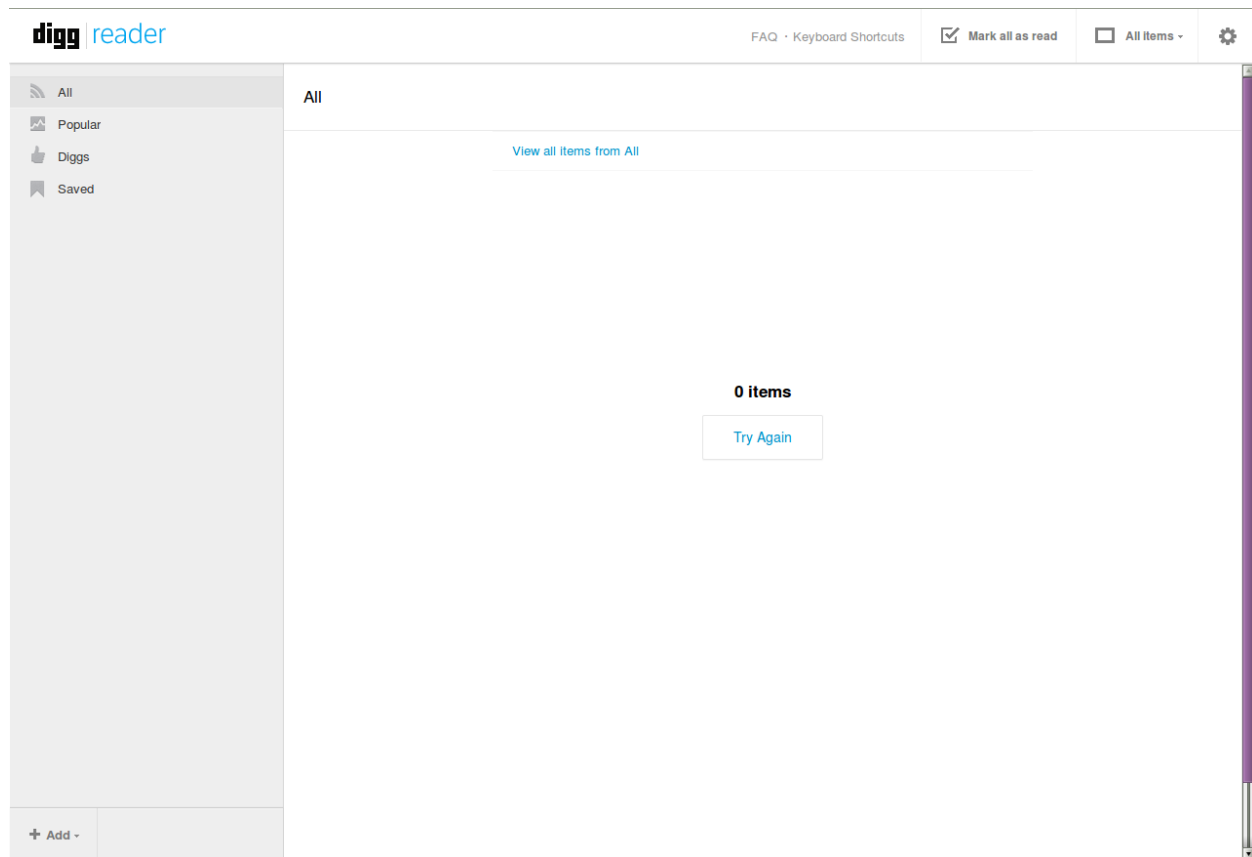 digg reader
FAQ · Keyboard Shortcuts
Mark all as read
All items
All
Popular
Diggs
Saved
All
View all items from All
0 items
Try Again
+ Add